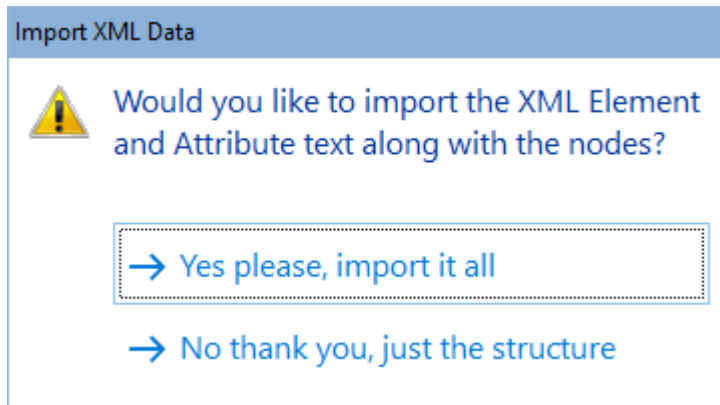 Import XML Data
Would you like to import the XML Element
and Attribute text along with the nodes?
→ Yes please, import it all
→ No thank you, just the structure